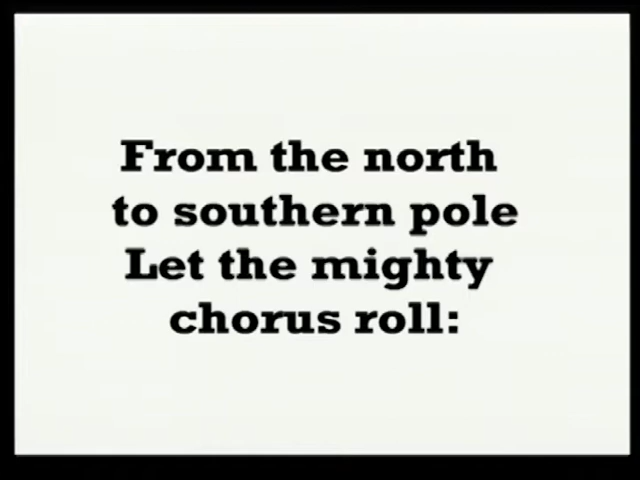 From the north
to southern pole
Let the mighty
chorus roll: